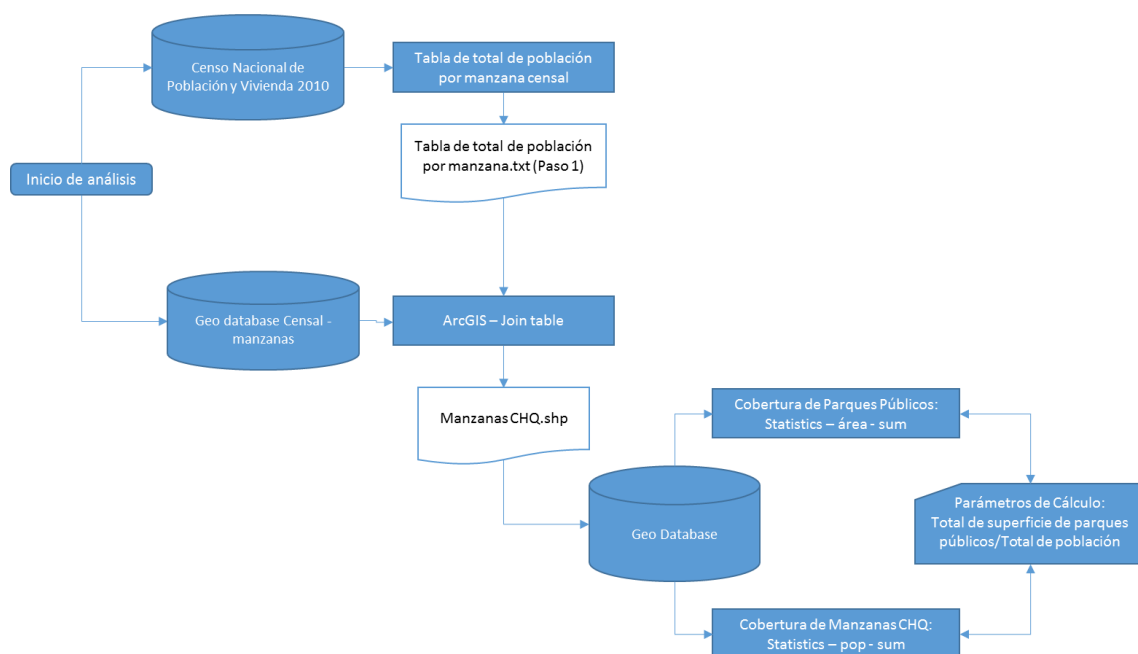 Censo Nacional de
Población y Vivienda 2010
Tabla de total de población
por manzana censal
Tabla de total de población
por manzana.txt (Paso 1)
Inicio de análisis
Geo database Censal -
manzanas
ArcGIS – Join table
Manzanas CHQ.shp
Cobertura de Parques Públicos:
Statistics – área - sum
Geo Database
Parámetros de Cálculo:
Total de superficie de parques
públicos/Total de población
Cobertura de Manzanas CHQ:
Statistics – pop - sum